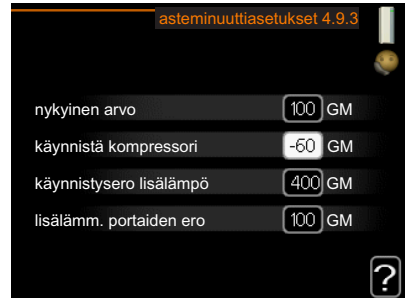 asteminuuttiasetukset 4.9.3
nykyinen arvo 100 GM
käynnistä kompressori -60 GM
käynnistysero lisälämpö 400 GM
lisälämm. portaiden ero 100 GM
?